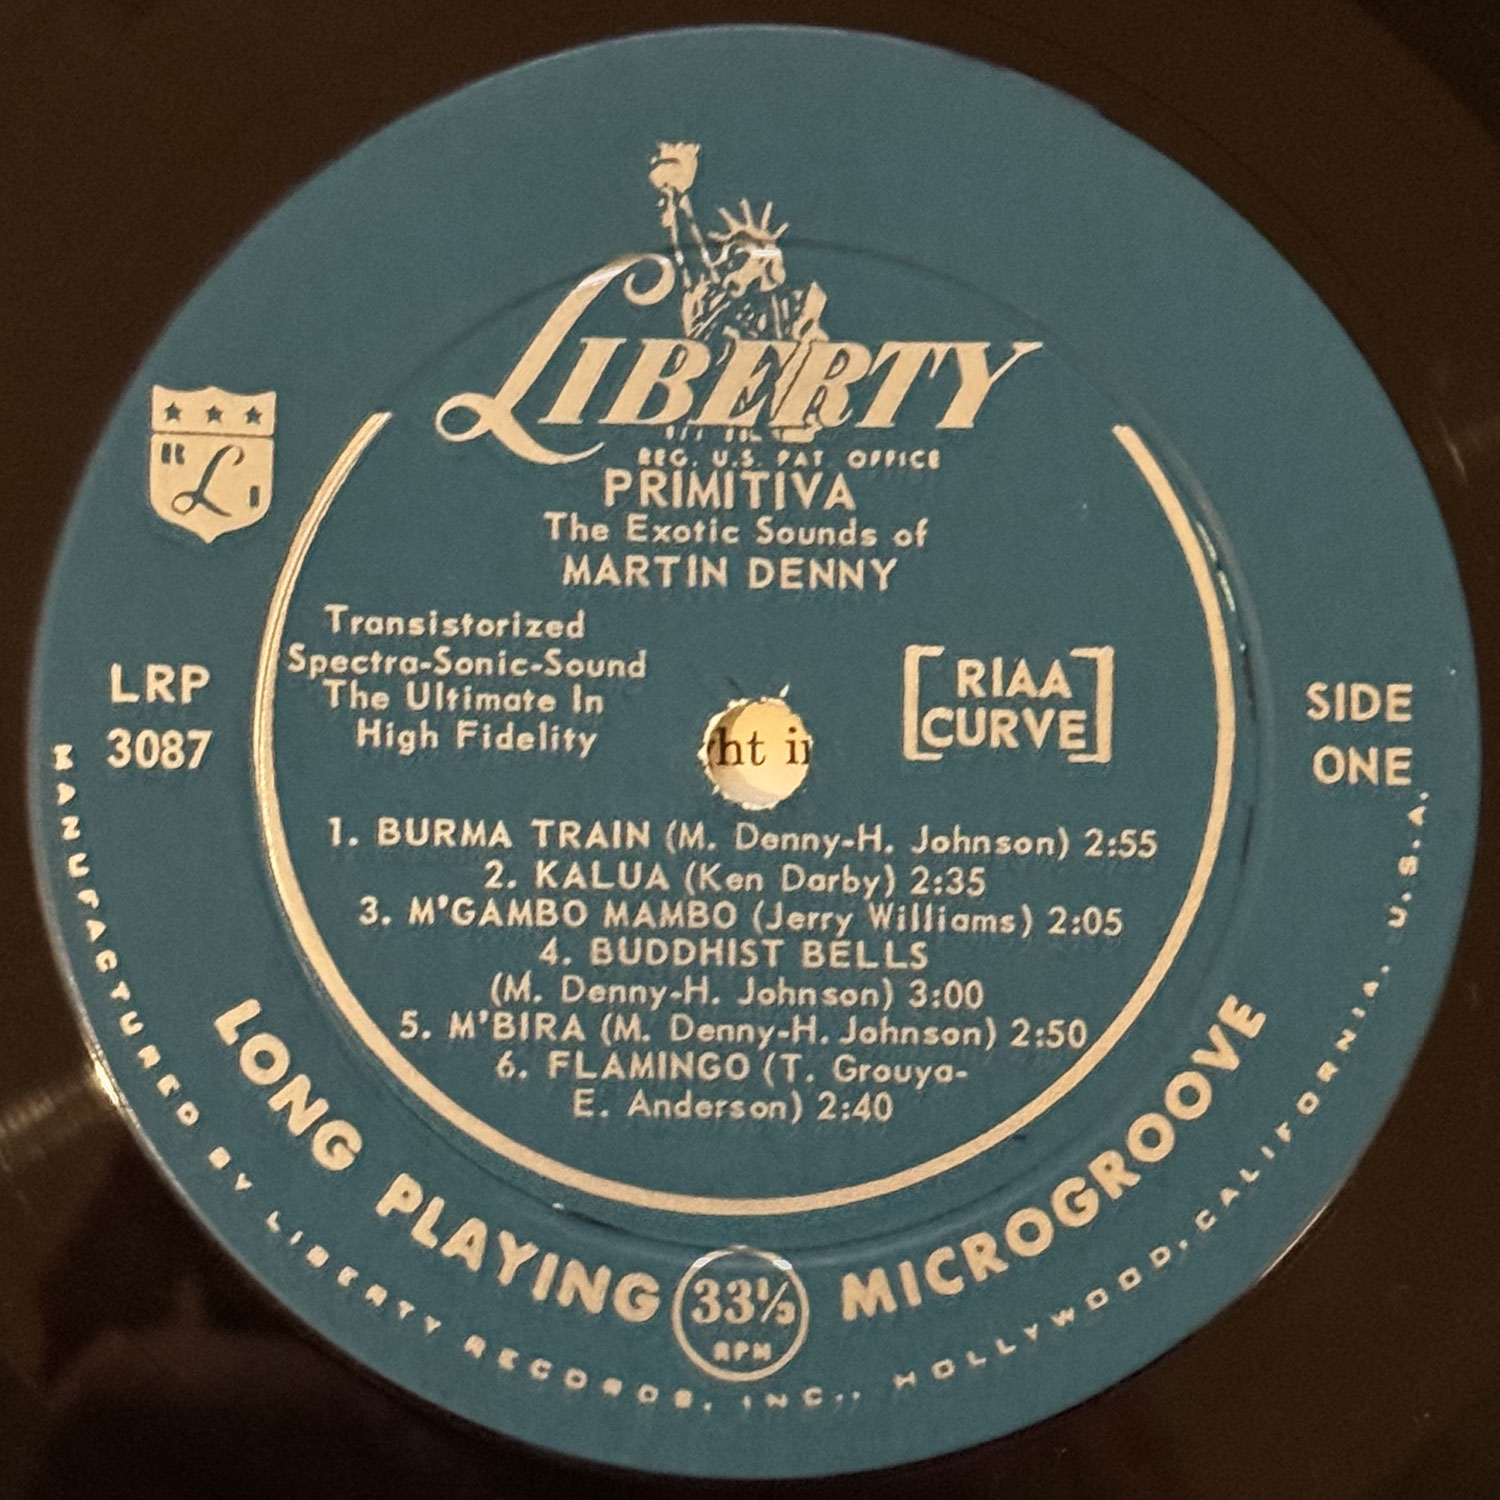 LIBERTY
REG. U.S. PAT. OFFICE
PRIMITIVA
The Exotic Sounds of
MARTIN DENNY
L
Transistorized
Spectra-Sonic-Sound
The Ultimate In
High Fidelity
[RIAA
CURVE]
LRP
3087
SIDE
ONE
ht in
1. BURMA TRAIN (M. Denny-H. Johnson) 2:55
2. KALUA (Ken Darby) 2:35
3. M'GAMBO MAMBO (Jerry Williams) 2:05
4. BUDDHIST BELLS
(M. Denny-H. Johnson) 3:00
5. M'BIRA (M. Denny-H. Johnson) 2:50
6. FLAMINGO (T. Grouya-
E. Anderson) 2:40
LONG PLAYING 33⅓ RPM MICROGROOVE
MANUFACTURED BY LIBERTY RECORDS, INC., HOLLYWOOD, CALIFORNIA, U.S.A.